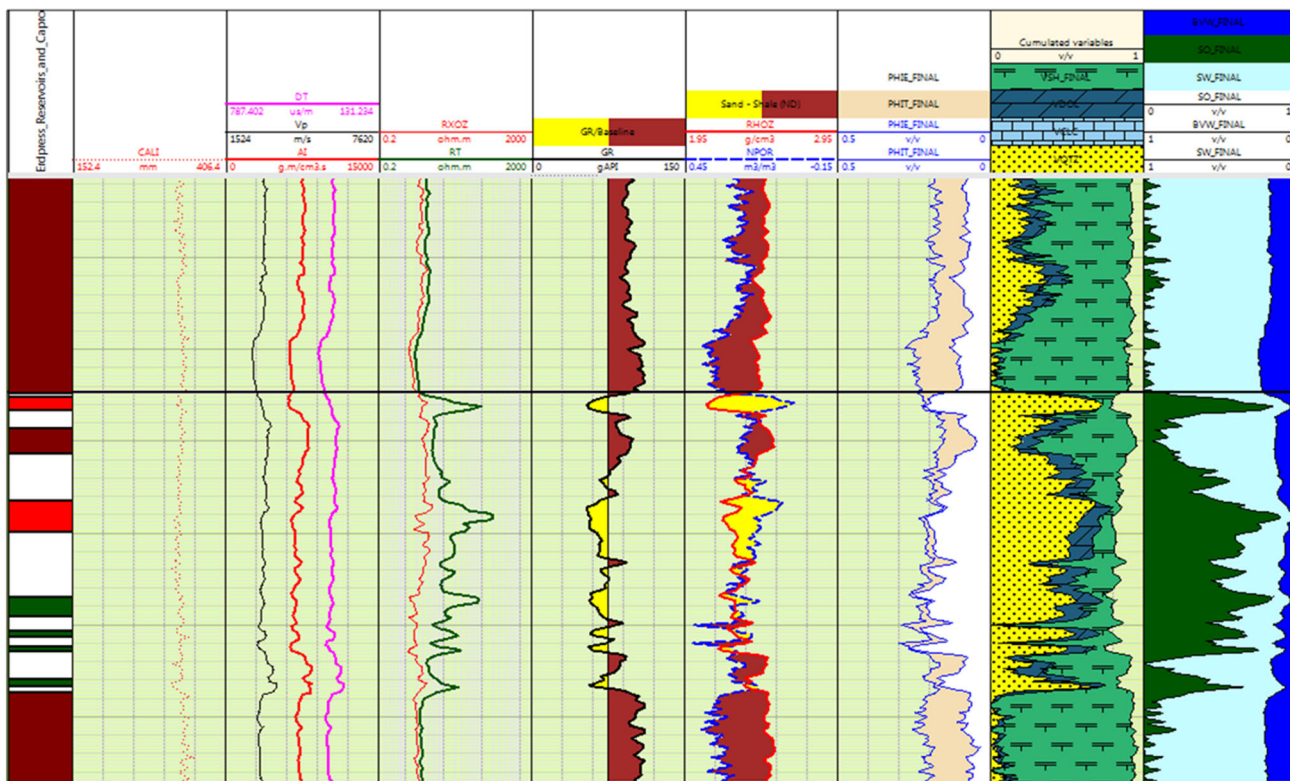 Endpress_Reservoirs_and_Capro
CALI
152.4 mm 406.4
DT
787.402 us/m 131.234
Vp
1524 m/s 7620
AI
0 g.m/cm3.s 15000
RXOZ
0.2 ohm.m 2000
RT
0.2 ohm.m 2000
GR/Baseline
GR
0 gAPI 150
Sand - Shale (ND)
RHOZ
1.95 g/cm3 2.95
NPOR
0.45 m3/m3 -0.15
PHIE_FINAL
PHIT_FINAL
PHIE_FINAL
0.5 v/v 0
PHIT_FINAL
0.5 v/v 0
Cumulated variables
0 v/v 1
VSH_FINAL
VDOL
VCLC
BVW_FINAL
SO_FINAL
SW_FINAL
SO_FINAL
0 v/v 1
BVW_FINAL
1 v/v 0
SW_FINAL
1 v/v 0